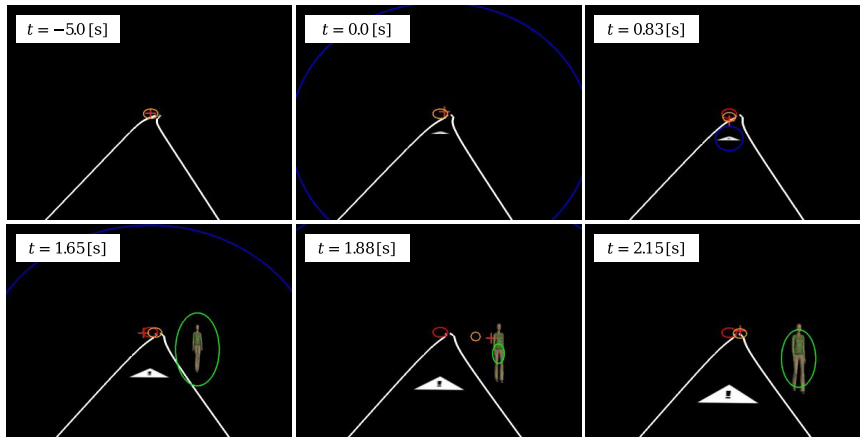 t = −5.0 [s]
t = 0.0 [s]
t = 0.83 [s]
t = 1.65 [s]
t = 1.88 [s]
t = 2.15 [s]